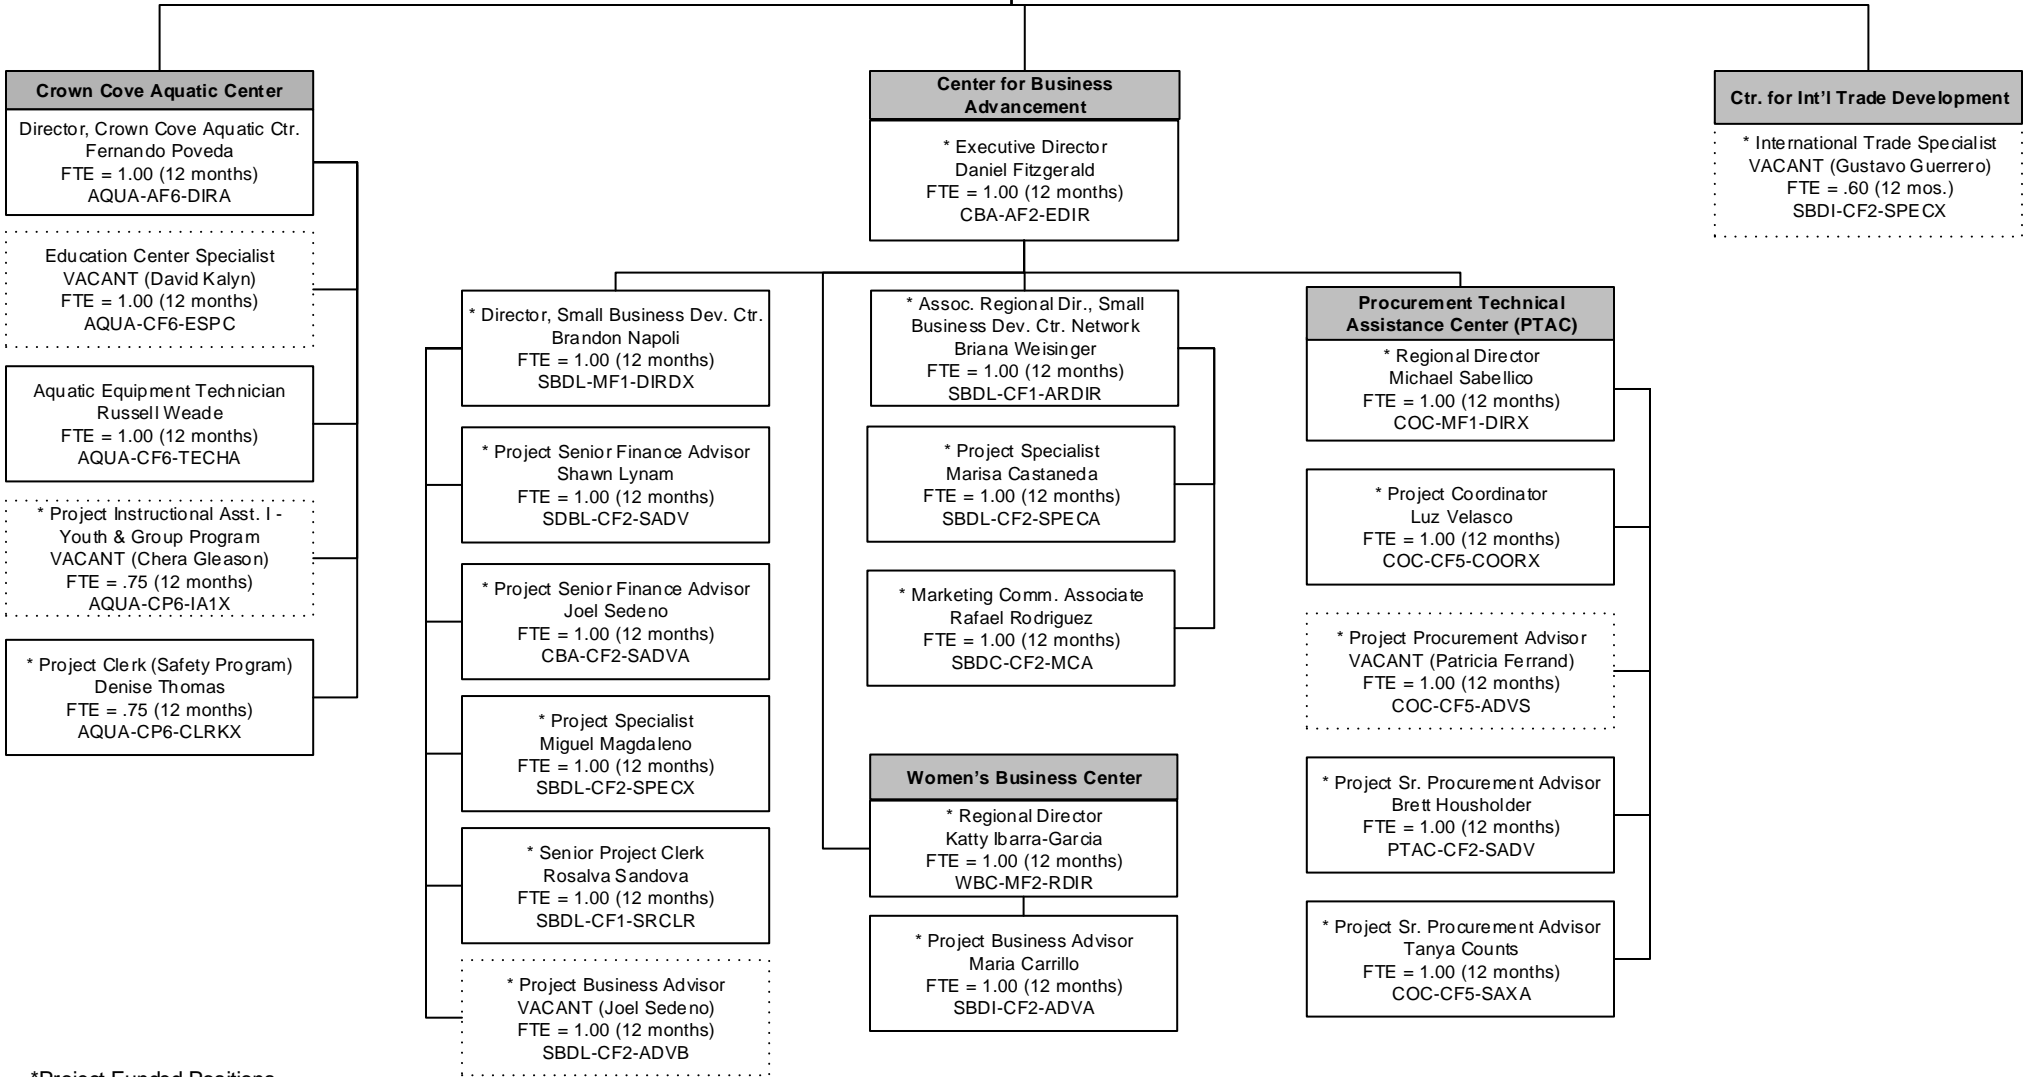 Crown Cove Aquatic Center
Director, Crown Cove Aquatic Ctr.
Fernando Poveda
FTE = 1.00 (12 months)
AQUA-AF6-DIRA
Education Center Specialist
VACANT (David Kalyn)
FTE = 1.00 (12 months)
AQUA-CF6-ESPC
Aquatic Equipment Technician
Russell Weade
FTE = 1.00 (12 months)
AQUA-CF6-TECHA
* Project Instructional Asst. I -
Youth & Group Program
VACANT (Chera Gleason)
FTE = .75 (12 months)
AQUA-CP6-IA1X
* Project Clerk (Safety Program)
Denise Thomas
FTE = .75 (12 months)
AQUA-CP6-CLRKX
Center for Business
Advancement
* Executive Director
Daniel Fitzgerald
FTE = 1.00 (12 months)
CBA-AF2-EDIR
* Director, Small Business Dev. Ctr.
Brandon Napoli
FTE = 1.00 (12 months)
SBDL-MF1-DIRDX
* Project Senior Finance Advisor
Shawn Lynam
FTE = 1.00 (12 months)
SDBL-CF2-SADV
* Project Senior Finance Advisor
Joel Sedeno
FTE = 1.00 (12 months)
CBA-CF2-SADVA
* Project Specialist
Miguel Magdaleno
FTE = 1.00 (12 months)
SBDL-CF2-SPECX
* Senior Project Clerk
Rosalva Sandova
FTE = 1.00 (12 months)
SBDL-CF1-SRCLR
* Project Business Advisor
VACANT (Joel Sedeno)
FTE = 1.00 (12 months)
SBDL-CF2-ADVB
* Assoc. Regional Dir., Small
Business Dev. Ctr. Network
Briana Weisinger
FTE = 1.00 (12 months)
SBDL-CF1-ARDIR
* Project Specialist
Marisa Castaneda
FTE = 1.00 (12 months)
SBDL-CF2-SPECA
* Marketing Comm. Associate
Rafael Rodriguez
FTE = 1.00 (12 months)
SBDC-CF2-MCA
Women's Business Center
* Regional Director
Katty Ibarra-Garcia
FTE = 1.00 (12 months)
WBC-MF2-RDIR
* Project Business Advisor
Maria Carrillo
FTE = 1.00 (12 months)
SBDI-CF2-ADVA
Procurement Technical
Assistance Center (PTAC)
* Regional Director
Michael Sabellico
FTE = 1.00 (12 months)
COC-MF1-DIRX
* Project Coordinator
Luz Velasco
FTE = 1.00 (12 months)
COC-CF5-COORX
* Project Procurement Advisor
VACANT (Patricia Ferrand)
FTE = 1.00 (12 months)
COC-CF5-ADVS
* Project Sr. Procurement Advisor
Brett Housholder
FTE = 1.00 (12 months)
PTAC-CF2-SADV
* Project Sr. Procurement Advisor
Tanya Counts
FTE = 1.00 (12 months)
COC-CF5-SAXA
Ctr. for Int'l Trade Development
* International Trade Specialist
VACANT (Gustavo Guerrero)
FTE = .60 (12 mos.)
SBDI-CF2-SPECX
*Project Funded Positions